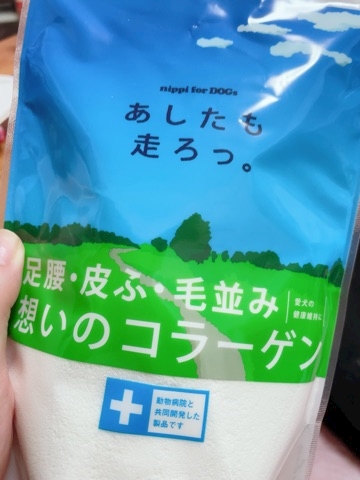 nippi for DOGs
あしたも
走ろっ。
足腰・皮ふ・毛並み
愛犬の
健康維持に
想いのコラーゲン
動物病院と
共同開発した
製品です